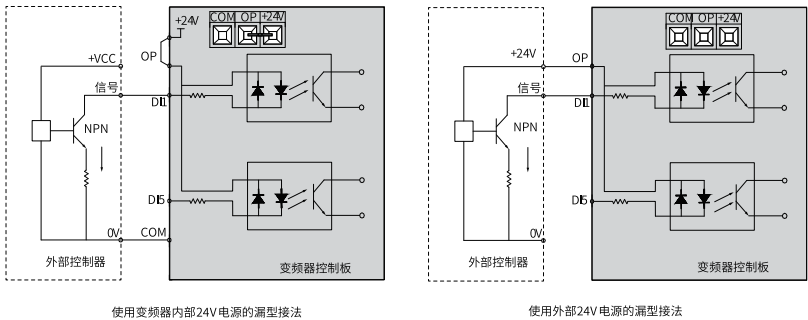 +24V
COM OP +24V
OP
+VCC
信号
DI1
NPN
DI5
0V
COM
外部控制器
变频器控制板
使用变频器内部24V电源的漏型接法
COM OP +24V
+24V
OP
信号
DI1
NPN
DI5
0V
外部控制器
变频器控制板
使用外部24V电源的漏型接法